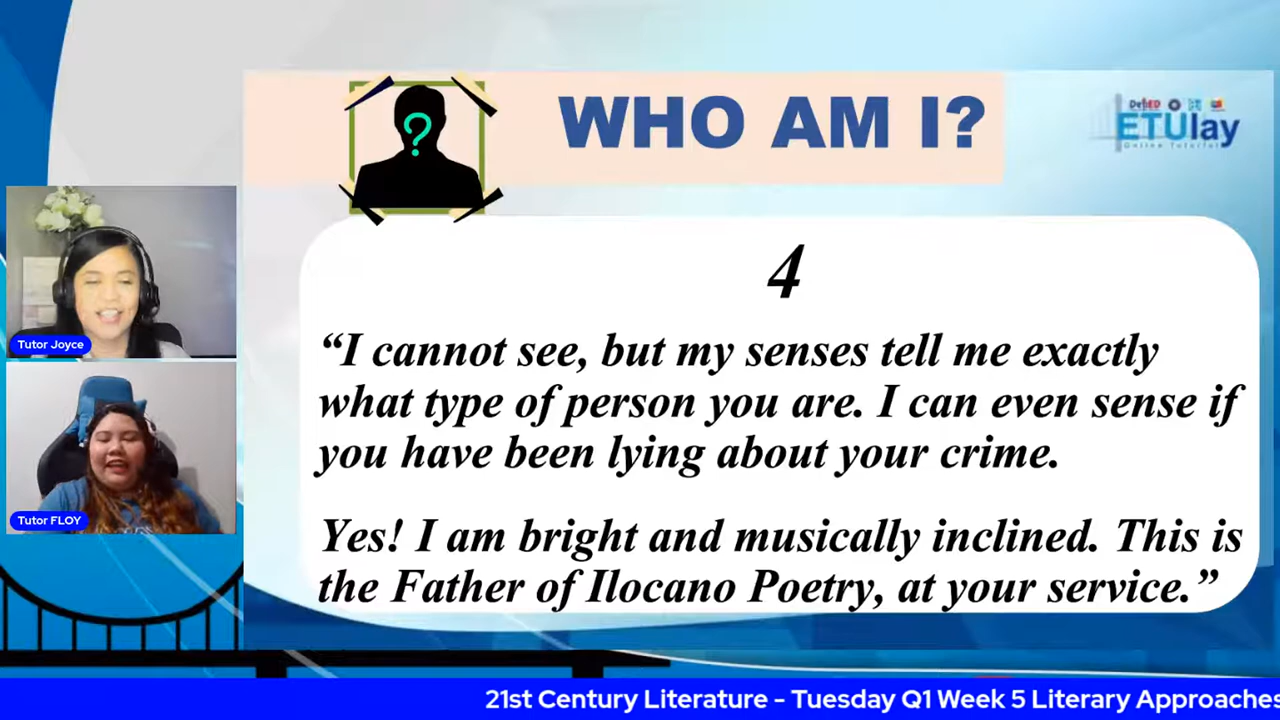 ?
WHO AM I?
DepED
ETUlay
Online Tutorial
4
“I cannot see, but my senses tell me exactly
what type of person you are. I can even sense if
you have been lying about your crime.
Yes! I am bright and musically inclined. This is
the Father of Ilocano Poetry, at your service.”
Tutor Joyce
Tutor FLOY
21st Century Literature - Tuesday Q1 Week 5 Literary Approaches